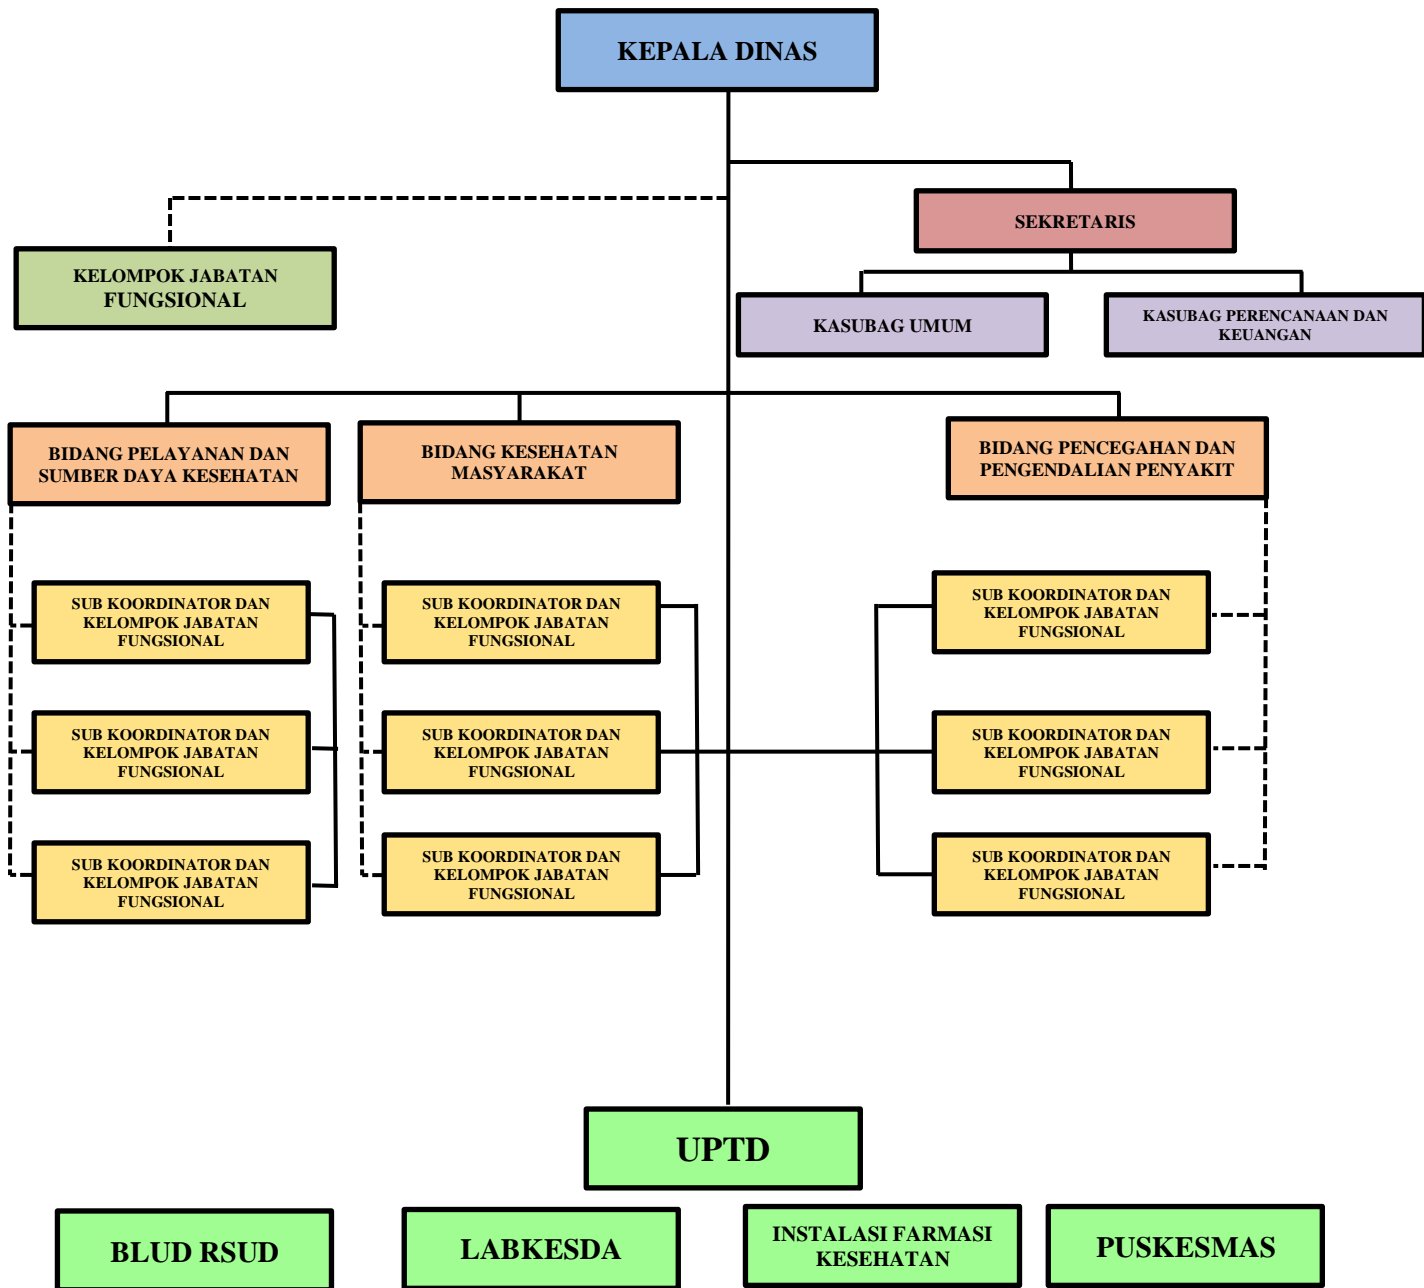 KEPALA DINAS
SEKRETARIS
KELOMPOK JABATAN
FUNGSIONAL
KASUBAG UMUM
KASUBAG PERENCANAAN DAN
KEUANGAN
BIDANG PELAYANAN DAN
SUMBER DAYA KESEHATAN
BIDANG KESEHATAN
MASYARAKAT
BIDANG PENCEGAHAN DAN
PENGENDALIAN PENYAKIT
SUB KOORDINATOR DAN
KELOMPOK JABATAN
FUNGSIONAL
SUB KOORDINATOR DAN
KELOMPOK JABATAN
FUNGSIONAL
SUB KOORDINATOR DAN
KELOMPOK JABATAN
FUNGSIONAL
SUB KOORDINATOR DAN
KELOMPOK JABATAN
FUNGSIONAL
SUB KOORDINATOR DAN
KELOMPOK JABATAN
FUNGSIONAL
SUB KOORDINATOR DAN
KELOMPOK JABATAN
FUNGSIONAL
SUB KOORDINATOR DAN
KELOMPOK JABATAN
FUNGSIONAL
SUB KOORDINATOR DAN
KELOMPOK JABATAN
FUNGSIONAL
SUB KOORDINATOR DAN
KELOMPOK JABATAN
FUNGSIONAL
UPTD
BLUD RSUD
LABKESDA
INSTALASI FARMASI
KESEHATAN
PUSKESMAS